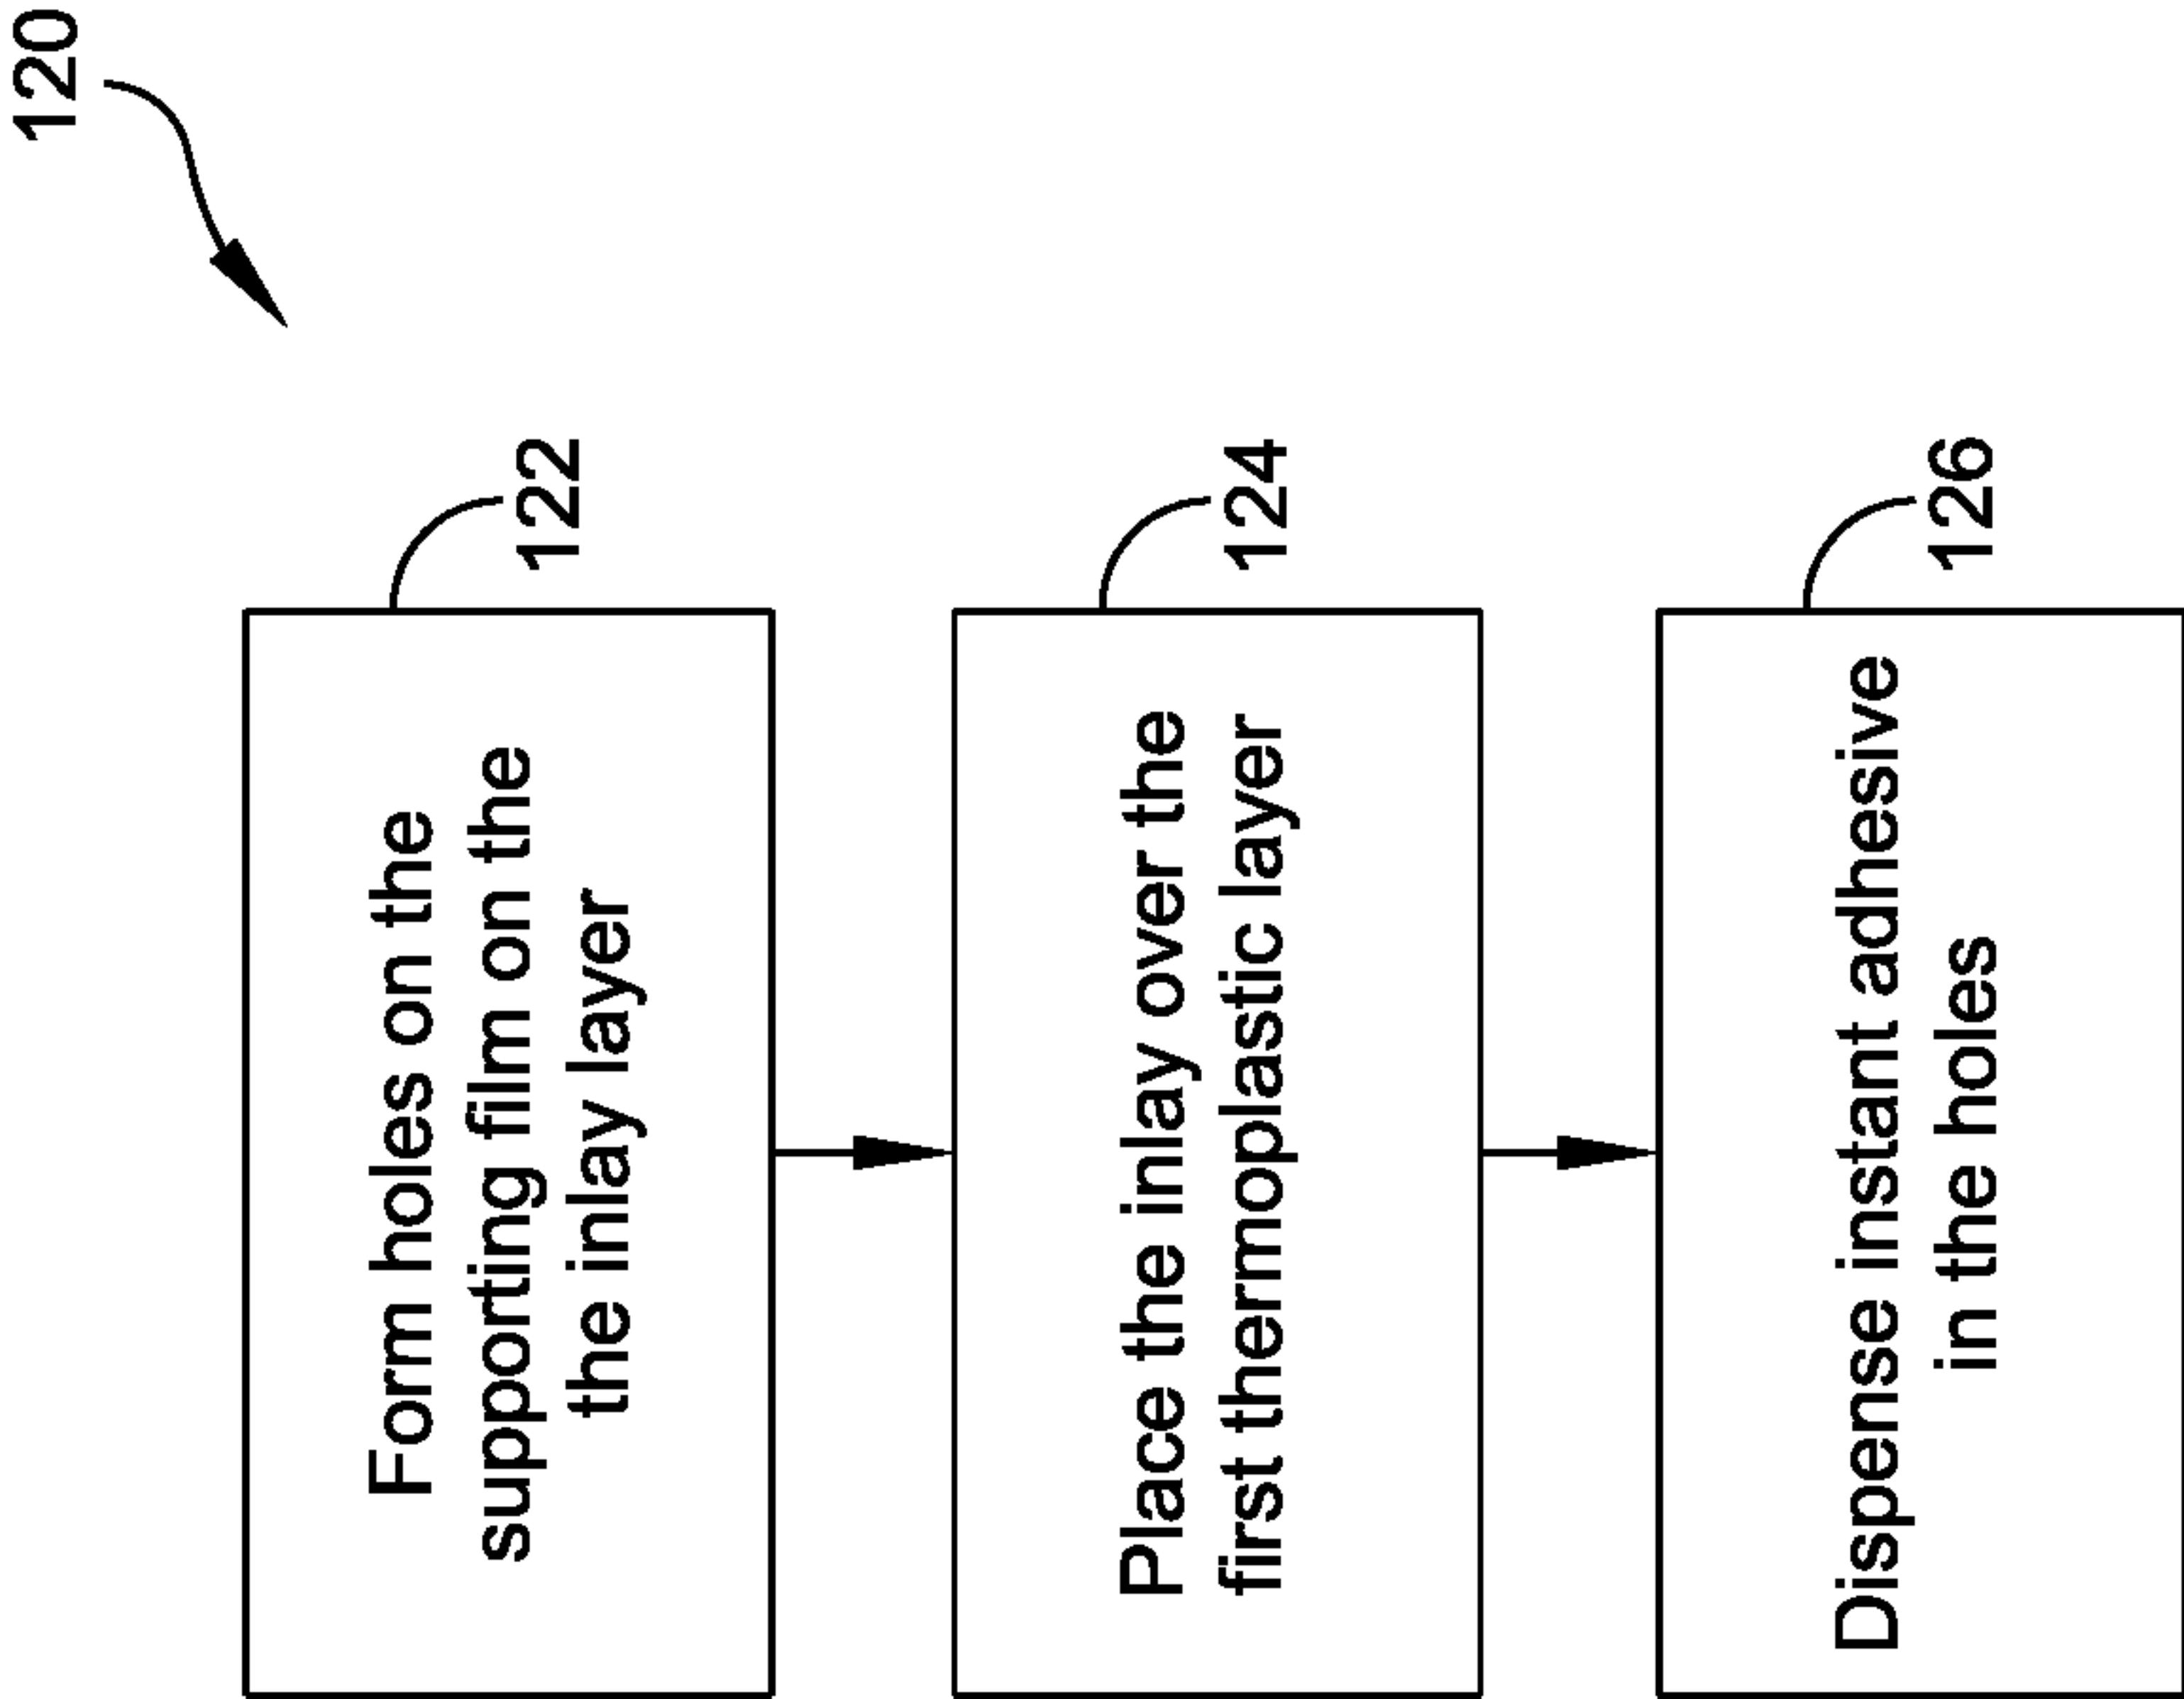 120
Form holes on the
supporting film on the
the inlay layer
122
Place the inlay over the
first thermoplastic layer
124
Dispense instant adhesive
in the holes
126